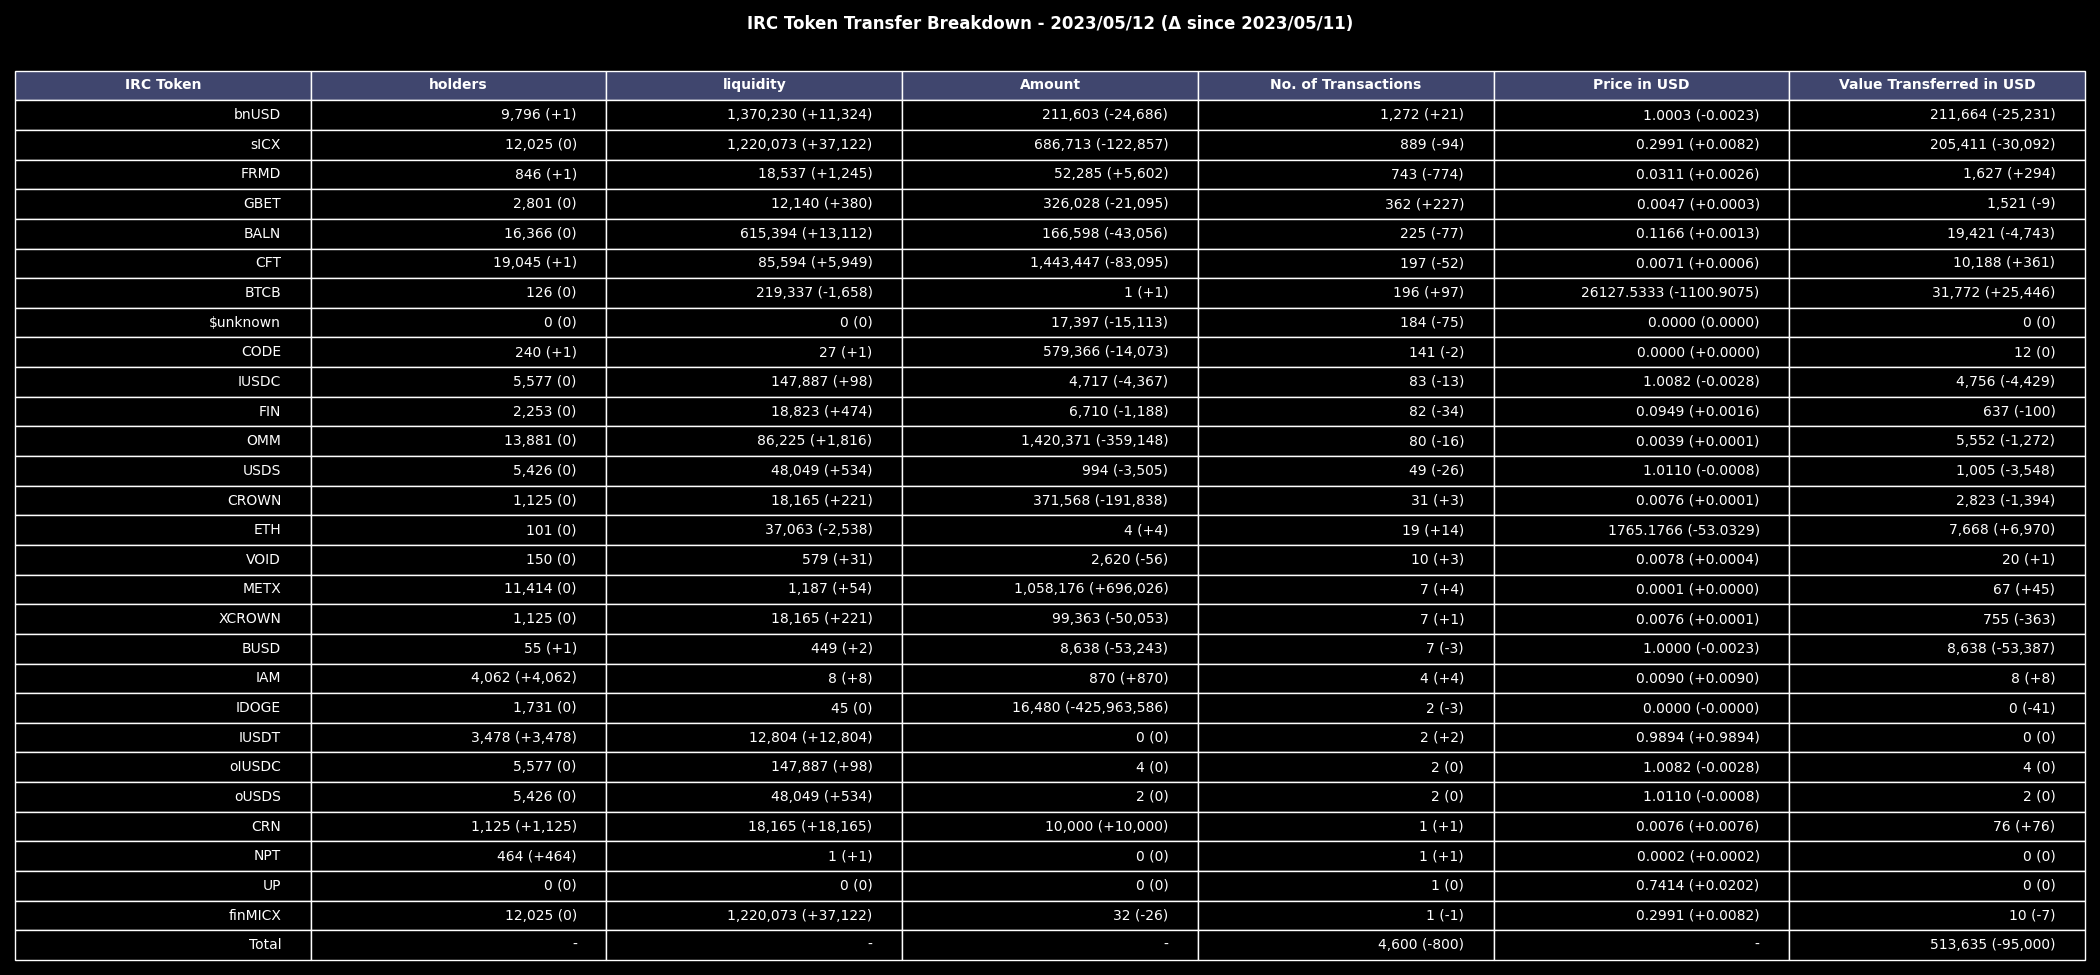 IRC Token Transfer Breakdown - 2023/05/12 (Δ since 2023/05/11)
IRC Token holders liquidity Amount No. of Transactions Price in USD Value Transferred in USD
bnUSD 9,796 (+1) 1,370,230 (+11,324) 211,603 (-24,686) 1,272 (+21) 1.0003 (-0.0023) 211,664 (-25,231)
sICX 12,025 (0) 1,220,073 (+37,122) 686,713 (-122,857) 889 (-94) 0.2991 (+0.0082) 205,411 (-30,092)
FRMD 846 (+1) 18,537 (+1,245) 52,285 (+5,602) 743 (-774) 0.0311 (+0.0026) 1,627 (+294)
GBET 2,801 (0) 12,140 (+380) 326,028 (-21,095) 362 (+227) 0.0047 (+0.0003) 1,521 (-9)
BALN 16,366 (0) 615,394 (+13,112) 166,598 (-43,056) 225 (-77) 0.1166 (+0.0013) 19,421 (-4,743)
CFT 19,045 (+1) 85,594 (+5,949) 1,443,447 (-83,095) 197 (-52) 0.0071 (+0.0006) 10,188 (+361)
BTCB 126 (0) 219,337 (-1,658) 1 (+1) 196 (+97) 26127.5333 (-1100.9075) 31,772 (+25,446)
$unknown 0 (0) 0 (0) 17,397 (-15,113) 184 (-75) 0.0000 (0.0000) 0 (0)
CODE 240 (+1) 27 (+1) 579,366 (-14,073) 141 (-2) 0.0000 (+0.0000) 12 (0)
IUSDC 5,577 (0) 147,887 (+98) 4,717 (-4,367) 83 (-13) 1.0082 (-0.0028) 4,756 (-4,429)
FIN 2,253 (0) 18,823 (+474) 6,710 (-1,188) 82 (-34) 0.0949 (+0.0016) 637 (-100)
OMM 13,881 (0) 86,225 (+1,816) 1,420,371 (-359,148) 80 (-16) 0.0039 (+0.0001) 5,552 (-1,272)
USDS 5,426 (0) 48,049 (+534) 994 (-3,505) 49 (-26) 1.0110 (-0.0008) 1,005 (-3,548)
CROWN 1,125 (0) 18,165 (+221) 371,568 (-191,838) 31 (+3) 0.0076 (+0.0001) 2,823 (-1,394)
ETH 101 (0) 37,063 (-2,538) 4 (+4) 19 (+14) 1765.1766 (-53.0329) 7,668 (+6,970)
VOID 150 (0) 579 (+31) 2,620 (-56) 10 (+3) 0.0078 (+0.0004) 20 (+1)
METX 11,414 (0) 1,187 (+54) 1,058,176 (+696,026) 7 (+4) 0.0001 (+0.0000) 67 (+45)
XCROWN 1,125 (0) 18,165 (+221) 99,363 (-50,053) 7 (+1) 0.0076 (+0.0001) 755 (-363)
BUSD 55 (+1) 449 (+2) 8,638 (-53,243) 7 (-3) 1.0000 (-0.0023) 8,638 (-53,387)
IAM 4,062 (+4,062) 8 (+8) 870 (+870) 4 (+4) 0.0090 (+0.0090) 8 (+8)
IDOGE 1,731 (0) 45 (0) 16,480 (-425,963,586) 2 (-3) 0.0000 (-0.0000) 0 (-41)
IUSDT 3,478 (+3,478) 12,804 (+12,804) 0 (0) 2 (+2) 0.9894 (+0.9894) 0 (0)
oIUSDC 5,577 (0) 147,887 (+98) 4 (0) 2 (0) 1.0082 (-0.0028) 4 (0)
oUSDS 5,426 (0) 48,049 (+534) 2 (0) 2 (0) 1.0110 (-0.0008) 2 (0)
CRN 1,125 (+1,125) 18,165 (+18,165) 10,000 (+10,000) 1 (+1) 0.0076 (+0.0076) 76 (+76)
NPT 464 (+464) 1 (+1) 0 (0) 1 (+1) 0.0002 (+0.0002) 0 (0)
UP 0 (0) 0 (0) 0 (0) 1 (0) 0.7414 (+0.0202) 0 (0)
finMICX 12,025 (0) 1,220,073 (+37,122) 32 (-26) 1 (-1) 0.2991 (+0.0082) 10 (-7)
Total - - - 4,600 (-800) - 513,635 (-95,000)